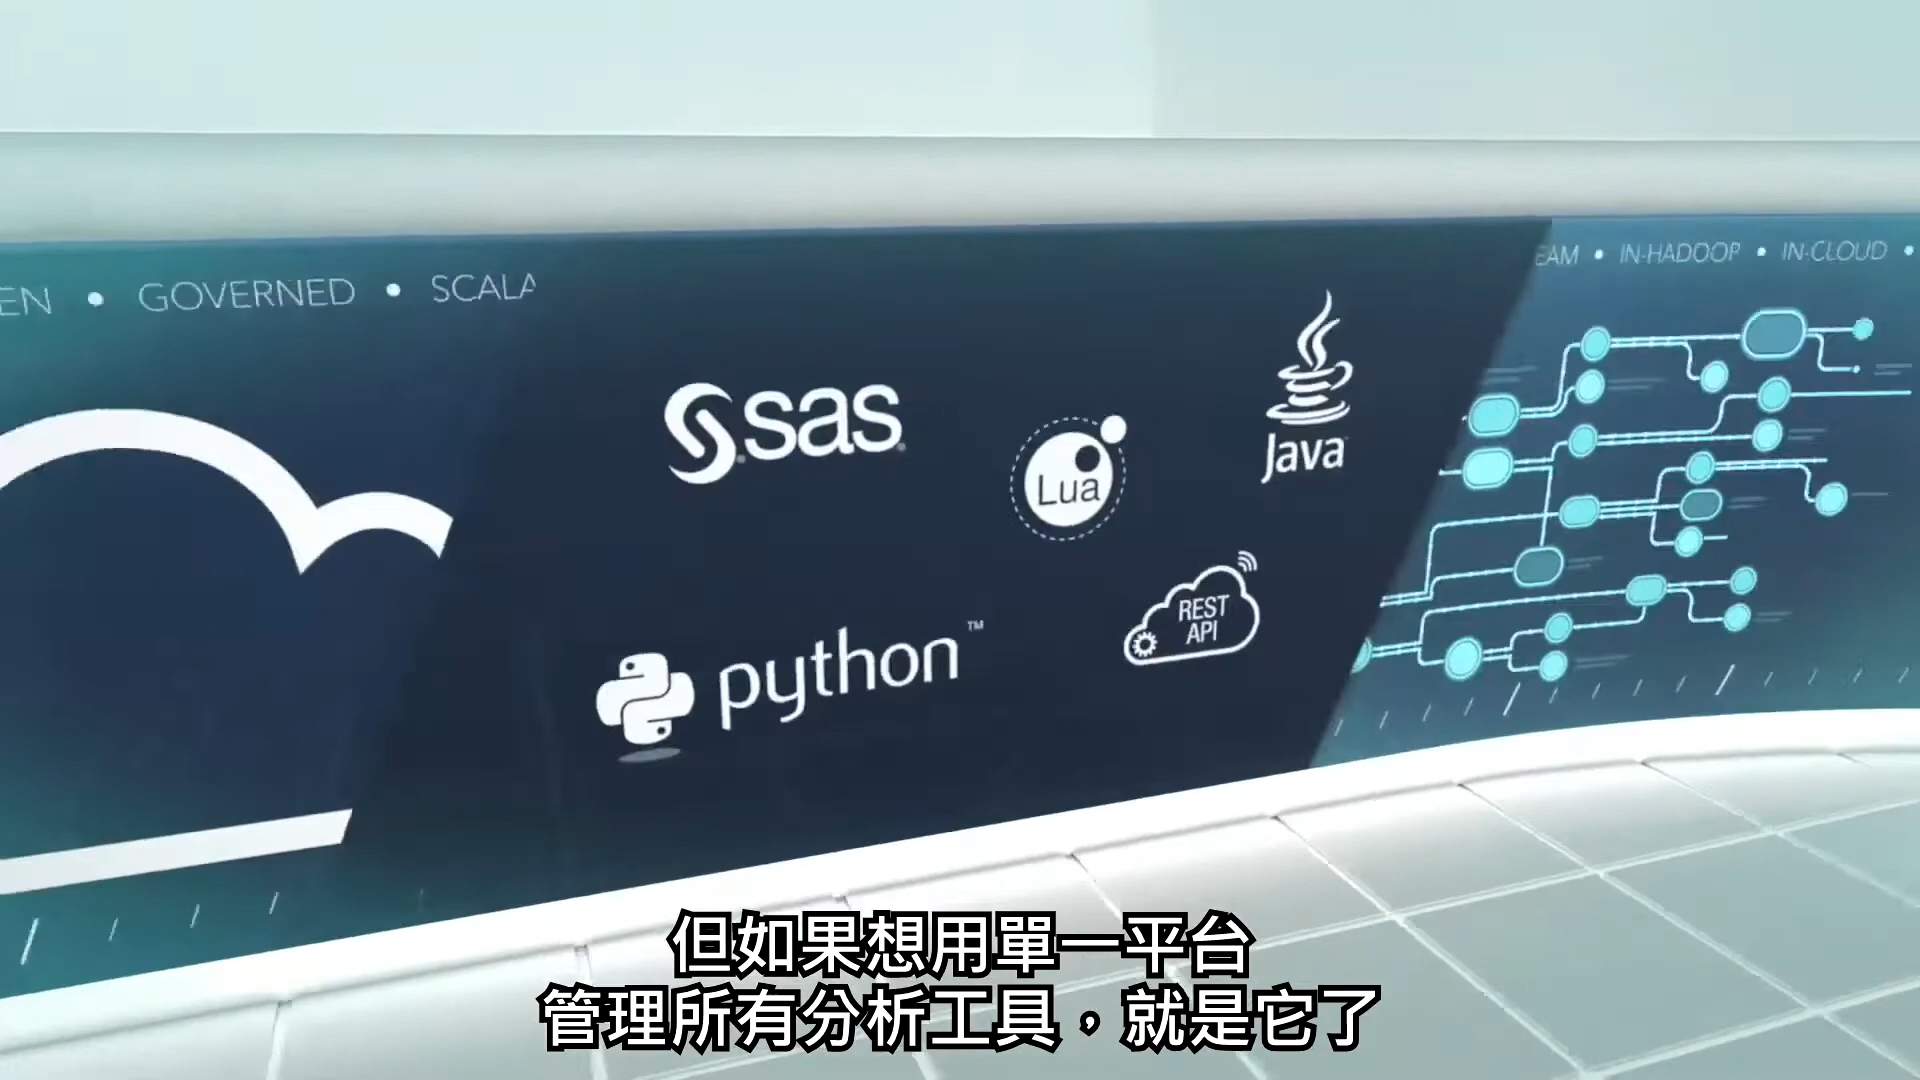 EN • GOVERNED • SCALA
EAM • IN-HADOOP • IN-CLOUD •
sas
Lua
Java
python™
REST
API
但如果想用單一平台
管理所有分析工具，就是它了